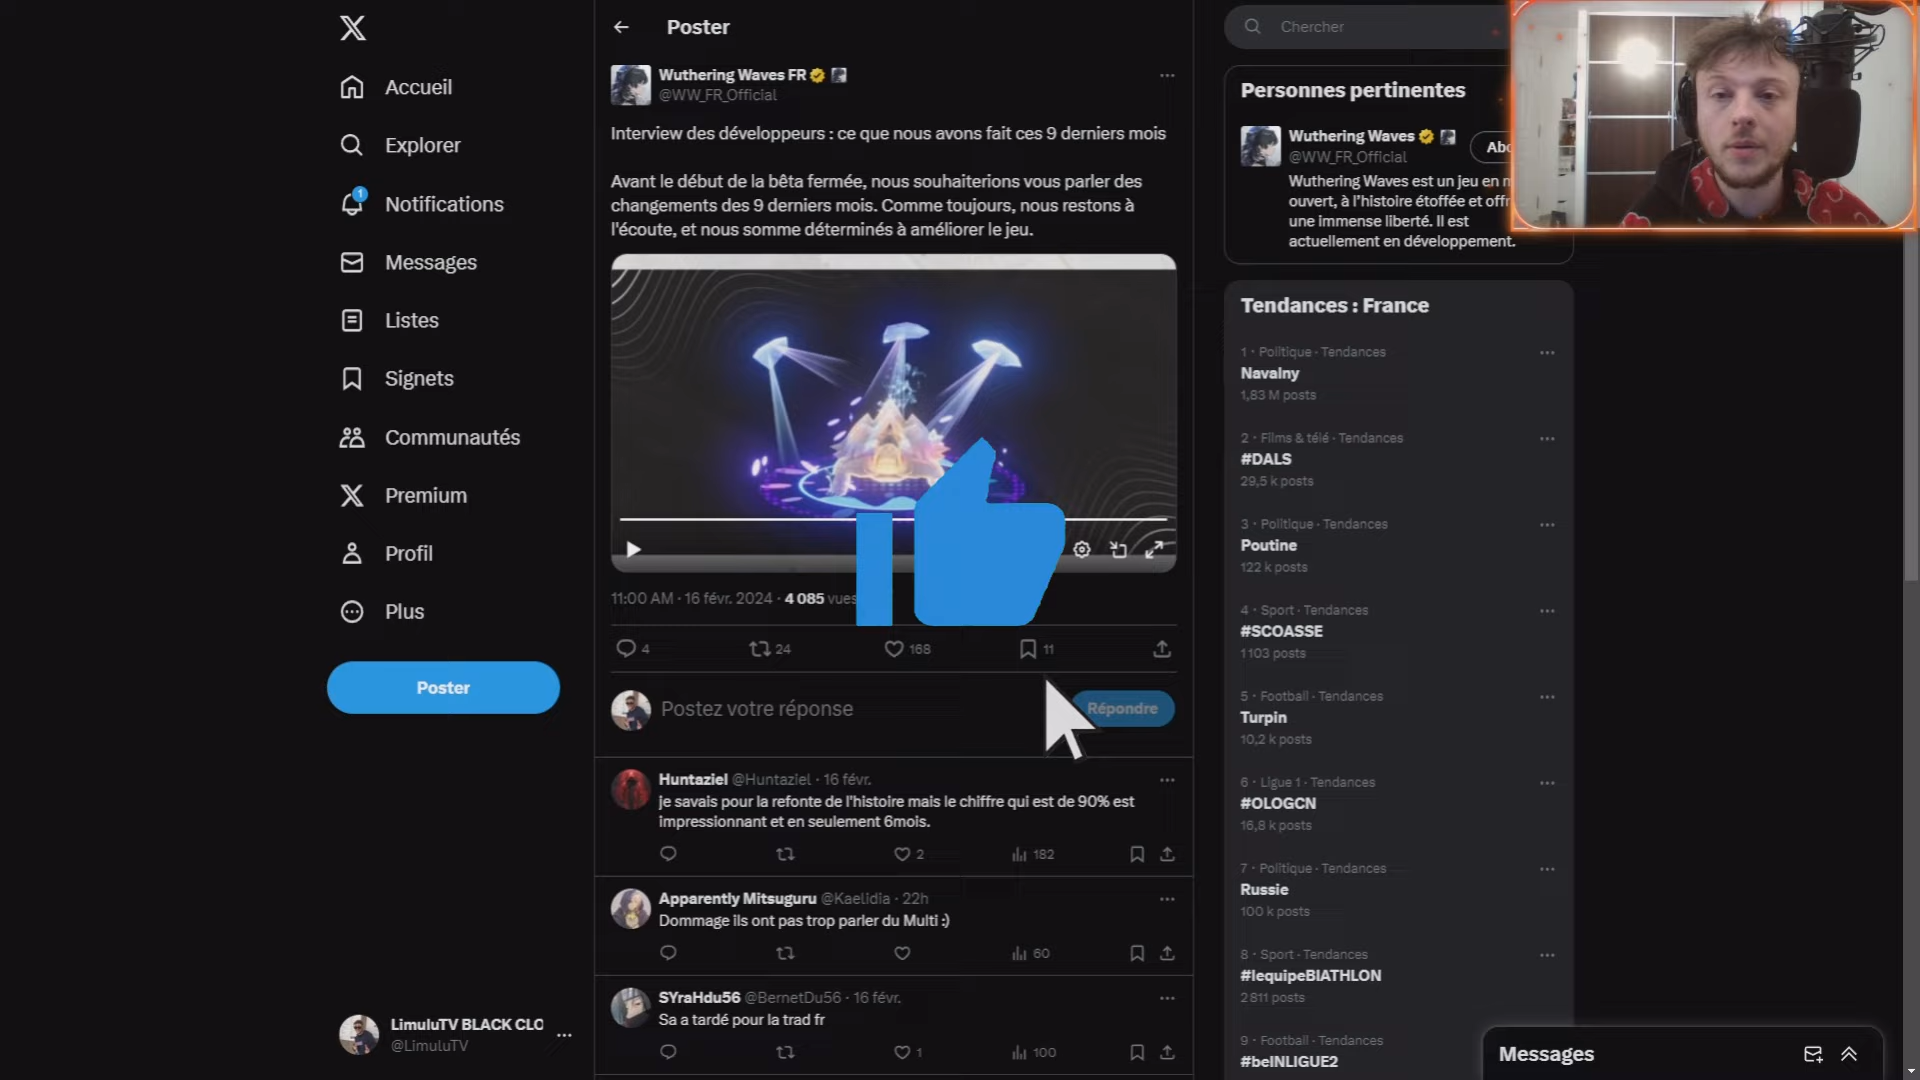 Accueil
Explorer
1
Notifications
Messages
Listes
Signets
Communautés
Premium
Profil
Plus
Poster
LimuluTV BLACK CLO
@LimuluTV
Poster
Wuthering Waves FR
@WW_FR_Official
Interview des développeurs : ce que nous avons fait ces 9 derniers mois
Avant le début de la bêta fermée, nous souhaiterions vous parler des
changements des 9 derniers mois. Comme toujours, nous restons à
l'écoute, et nous somme déterminés à améliorer le jeu.
11:00 AM · 16 févr. 2024 · 4 085 vues
4
24
168
11
Postez votre réponse
Répondre
Huntaziel @Huntaziel · 16 févr.
je savais pour la refonte de l'histoire mais le chiffre qui est de 90% est
impressionnant et en seulement 6mois.
2
182
Apparently Mitsuguru @Kaelidia · 22h
Dommage ils ont pas trop parler du Multi :)
60
SYraHdu56 @BernetDu56 · 16 févr.
Sa a tardé pour la trad fr
1
100
Chercher
Personnes pertinentes
Wuthering Waves
@WW_FR_Official
Abo
Wuthering Waves est un jeu en m
ouvert, à l'histoire étoffée et offr
une immense liberté. Il est
actuellement en développement.
Tendances : France
1 · Politique · Tendances
Navalny
1,83 M posts
2 · Films & télé · Tendances
#DALS
29,5 k posts
3 · Politique · Tendances
Poutine
122 k posts
4 · Sport · Tendances
#SCOASSE
1 103 posts
5 · Football · Tendances
Turpin
10,2 k posts
6 · Ligue 1 · Tendances
#OLOGCN
16,8 k posts
7 · Politique · Tendances
Russie
100 k posts
8 · Sport · Tendances
#lequipeBIATHLON
2 811 posts
9 · Football · Tendances
#beINLIGUE2
Messages